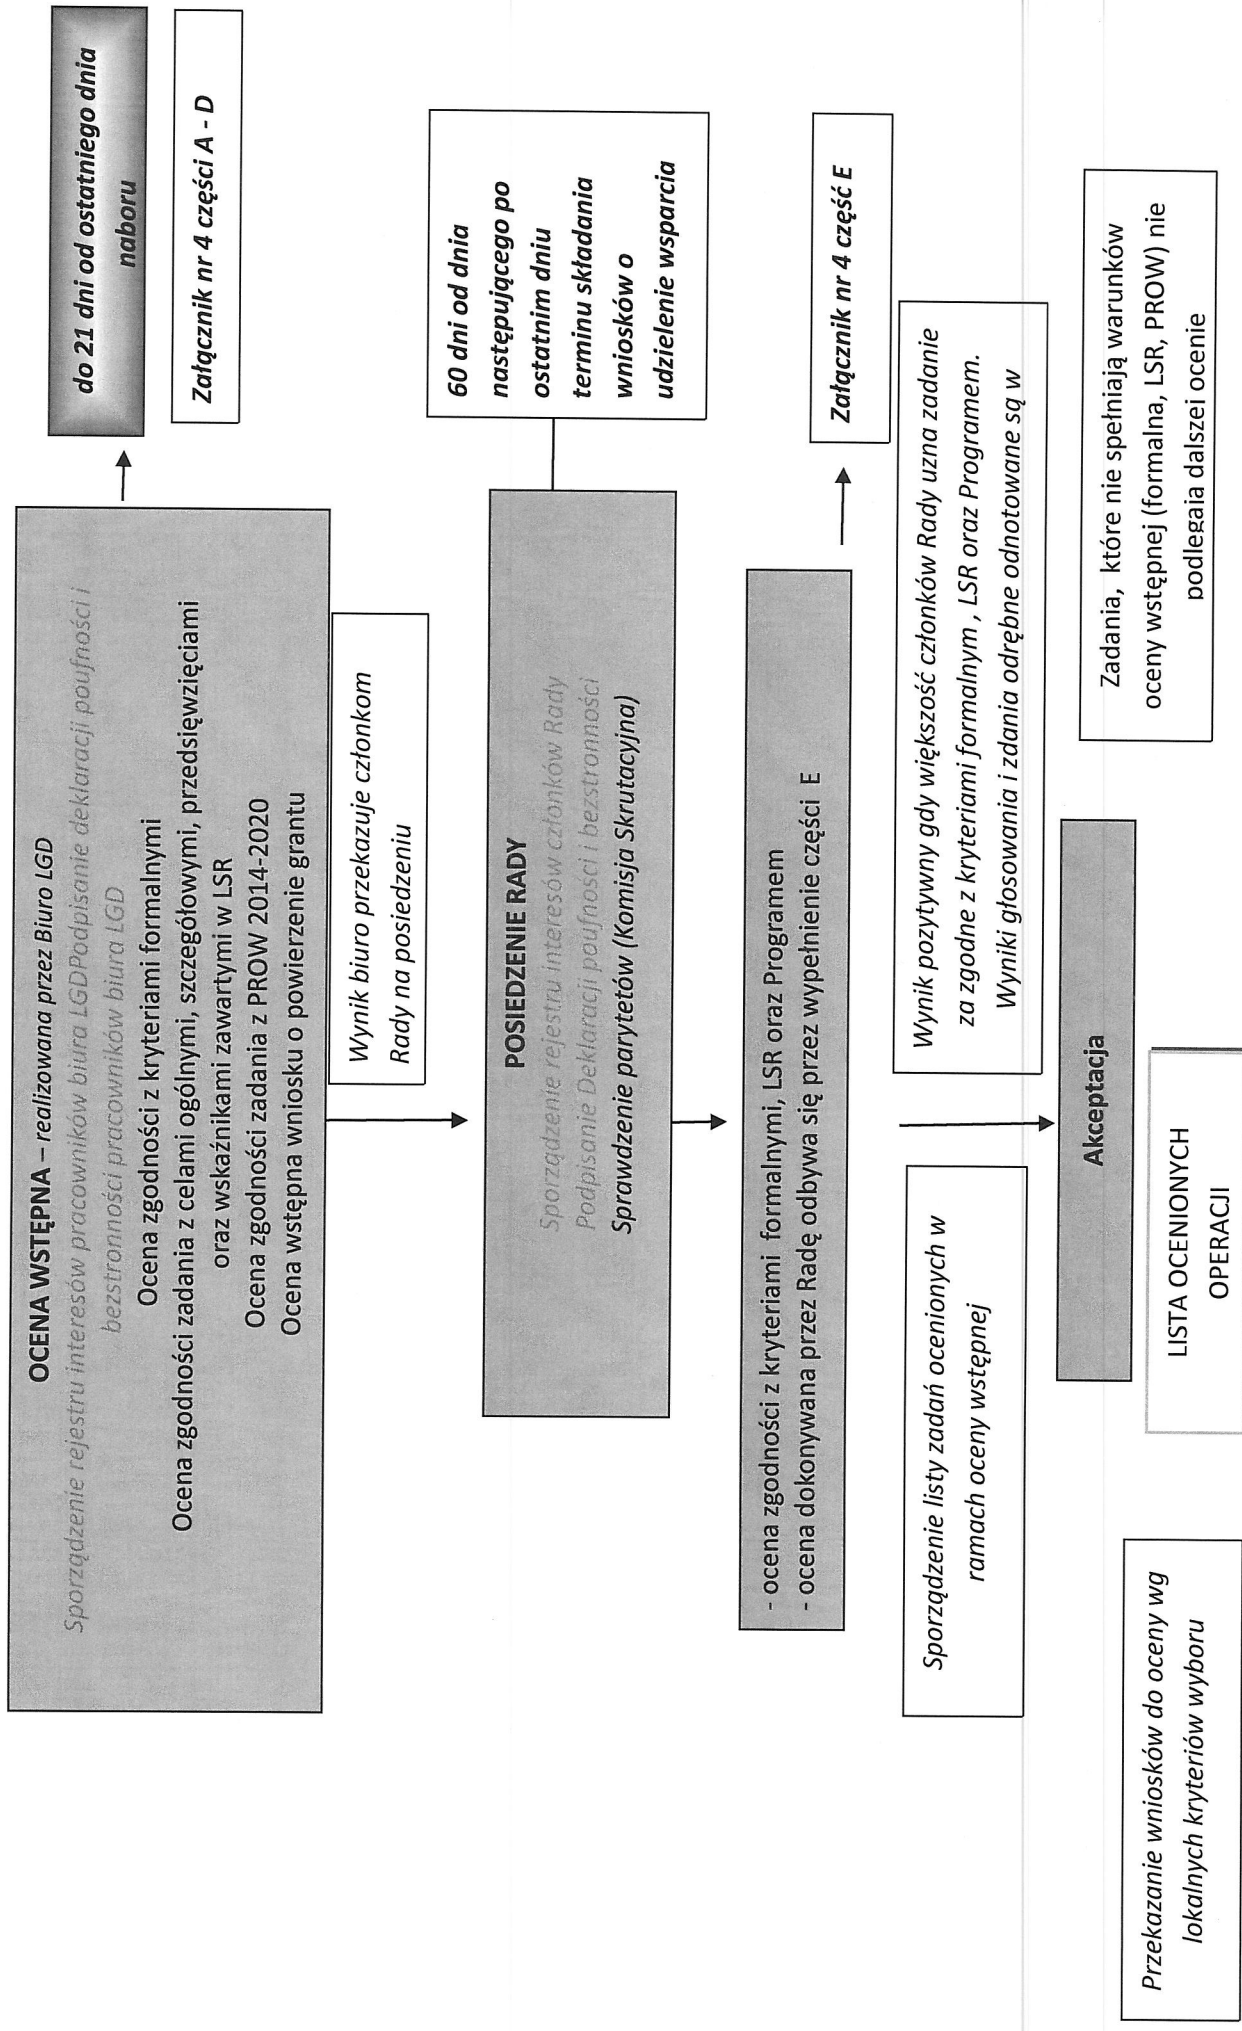 OCENA WSTĘPNA – realizowana przez Biuro LGD
Sporządzenie rejestru interesów pracowników biura LGDPodpisanie deklaracji poufności i
bezstronności pracowników biura LGD
Ocena zgodności z kryteriami formalnymi
Ocena zgodności zadania z celami ogólnymi, szczegółowymi, przedsięwzięciami
oraz wskaźnikami zawartymi w LSR
Ocena zgodności zadania z PROW 2014-2020
Ocena wstępna wniosku o powierzenie grantu
do 21 dni od ostatniego dnia
naboru
Załącznik nr 4 części A - D
Wynik biuro przekazuje członkom
Rady na posiedzeniu
POSIEDZENIE RADY
Sporządzenie rejestru interesów członków Rady
Podpisanie Deklaracji poufności i bezstronności
Sprawdzenie parytetów (Komisja Skrutacyjna)
60 dni od dnia
następującego po
ostatnim dniu
terminu składania
wniosków o
udzielenie wsparcia
- ocena zgodności z kryteriami formalnymi, LSR oraz Programem
- ocena dokonywana przez Radę odbywa się przez wypełnienie części E
Załącznik nr 4 część E
Sporządzenie listy zadań ocenionych w
ramach oceny wstępnej
Wynik pozytywny gdy większość członków Rady uzna zadanie
za zgodne z kryteriami formalnym , LSR oraz Programem.
Wyniki głosowania i zdania odrębne odnotowane są w
Akceptacja
Zadania, które nie spełniają warunków
oceny wstępnej (formalna, LSR, PROW) nie
podlegają dalszej ocenie
Przekazanie wniosków do oceny wg
lokalnych kryteriów wyboru
LISTA OCENIONYCH
OPERACJI